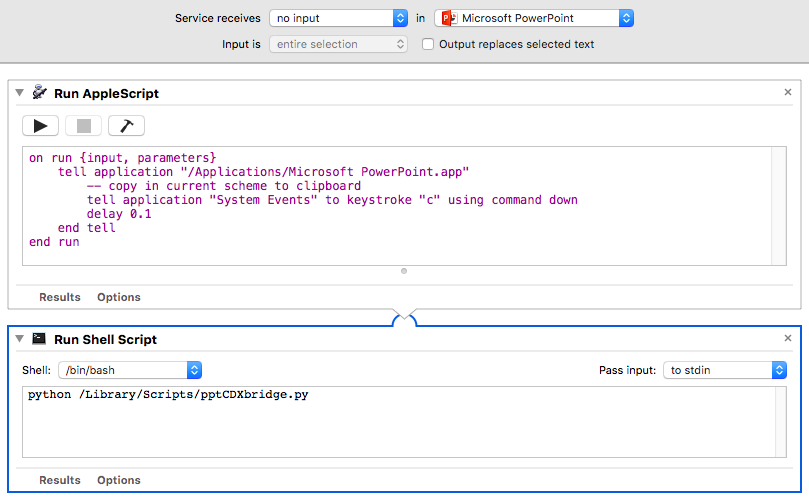 Service receives no input in Microsoft PowerPoint
Input is entire selection Output replaces selected text
Run AppleScript
on run {input, parameters}
tell application "/Applications/Microsoft PowerPoint.app"
-- copy in current scheme to clipboard
tell application "System Events" to keystroke "c" using command down
delay 0.1
end tell
end run
Results Options
Run Shell Script
Shell: /bin/bash Pass input: to stdin
python /Library/Scripts/pptCDXbridge.py
Results Options